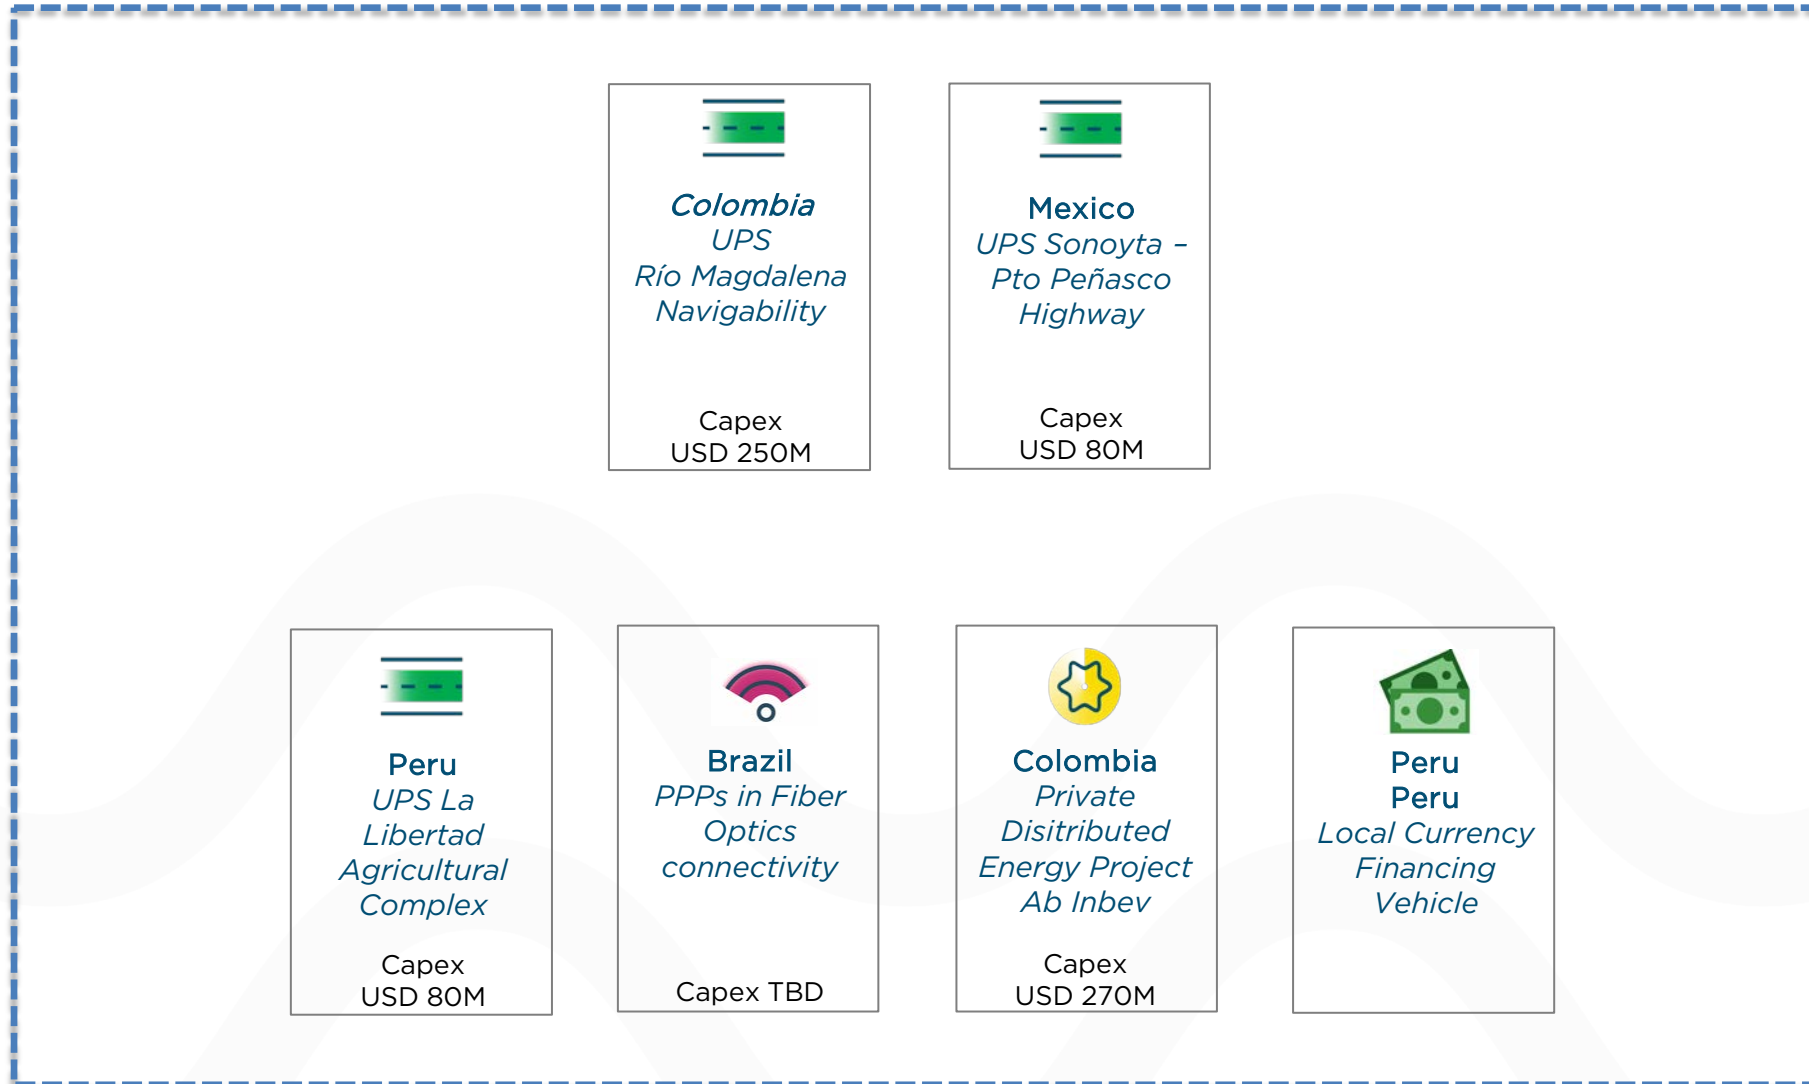 Colombia
UPS
Río Magdalena
Navigability
Capex
USD 250M
Mexico
UPS Sonoyta –
Pto Peñasco
Highway
Capex
USD 80M
Peru
UPS La
Libertad
Agricultural
Complex
Capex
USD 80M
Brazil
PPPs in Fiber
Optics
connectivity
Capex TBD
Colombia
Private
Disitributed
Energy Project
Ab Inbev
Capex
USD 270M
Peru
Peru
Local Currency
Financing
Vehicle